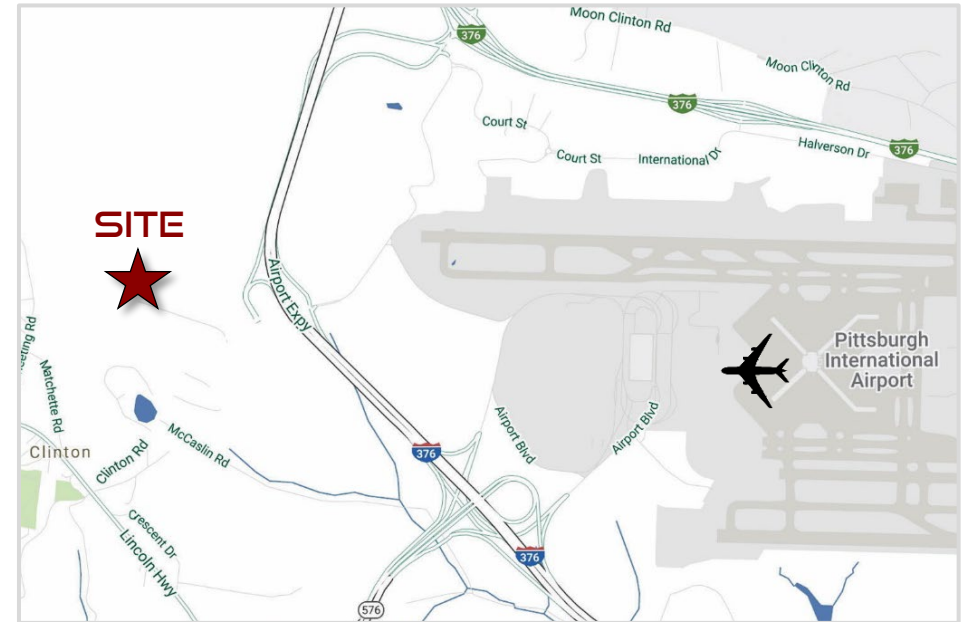 Moon Clinton Rd
376
Moon Clinton Rd
376
Court St
Halverson Dr
376
Court St
International Dr
SITE
Airport Expy
Matchette Rd
Pittsburgh
International
Airport
Airport Blvd
Airport Blvd
McCaslin Rd
Clinton
Clinton Rd
376
Crescent Dr
Lincoln Hwy
376
576